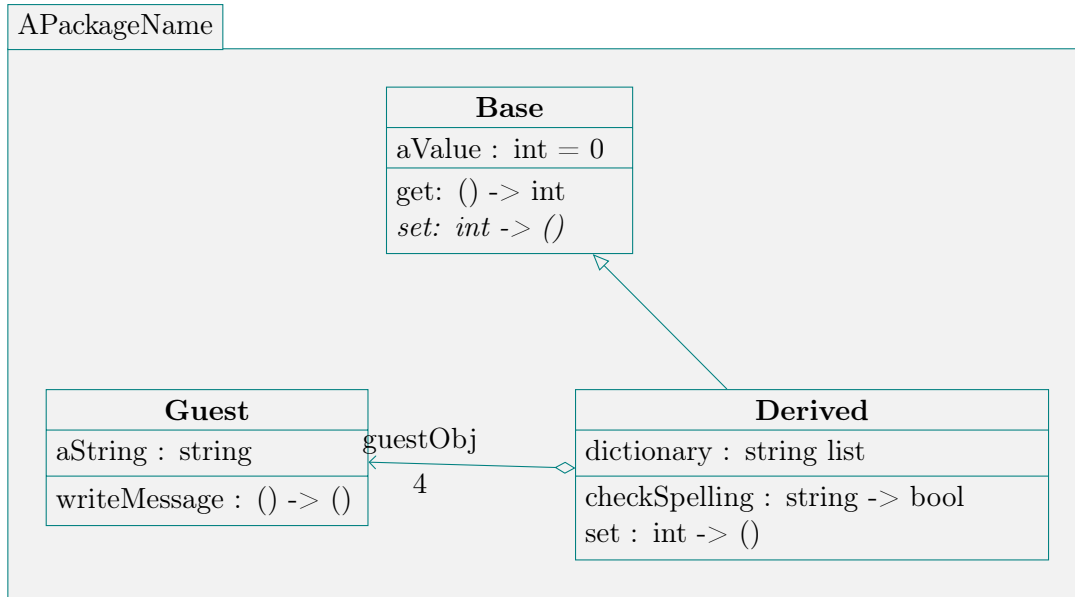 APackageName
Base
aValue : int = 0
get: () -> int
set: int -> ()
Guest
aString : string
writeMessage : () -> ()
guestObj
4
Derived
dictionary : string list
checkSpelling : string -> bool
set : int -> ()